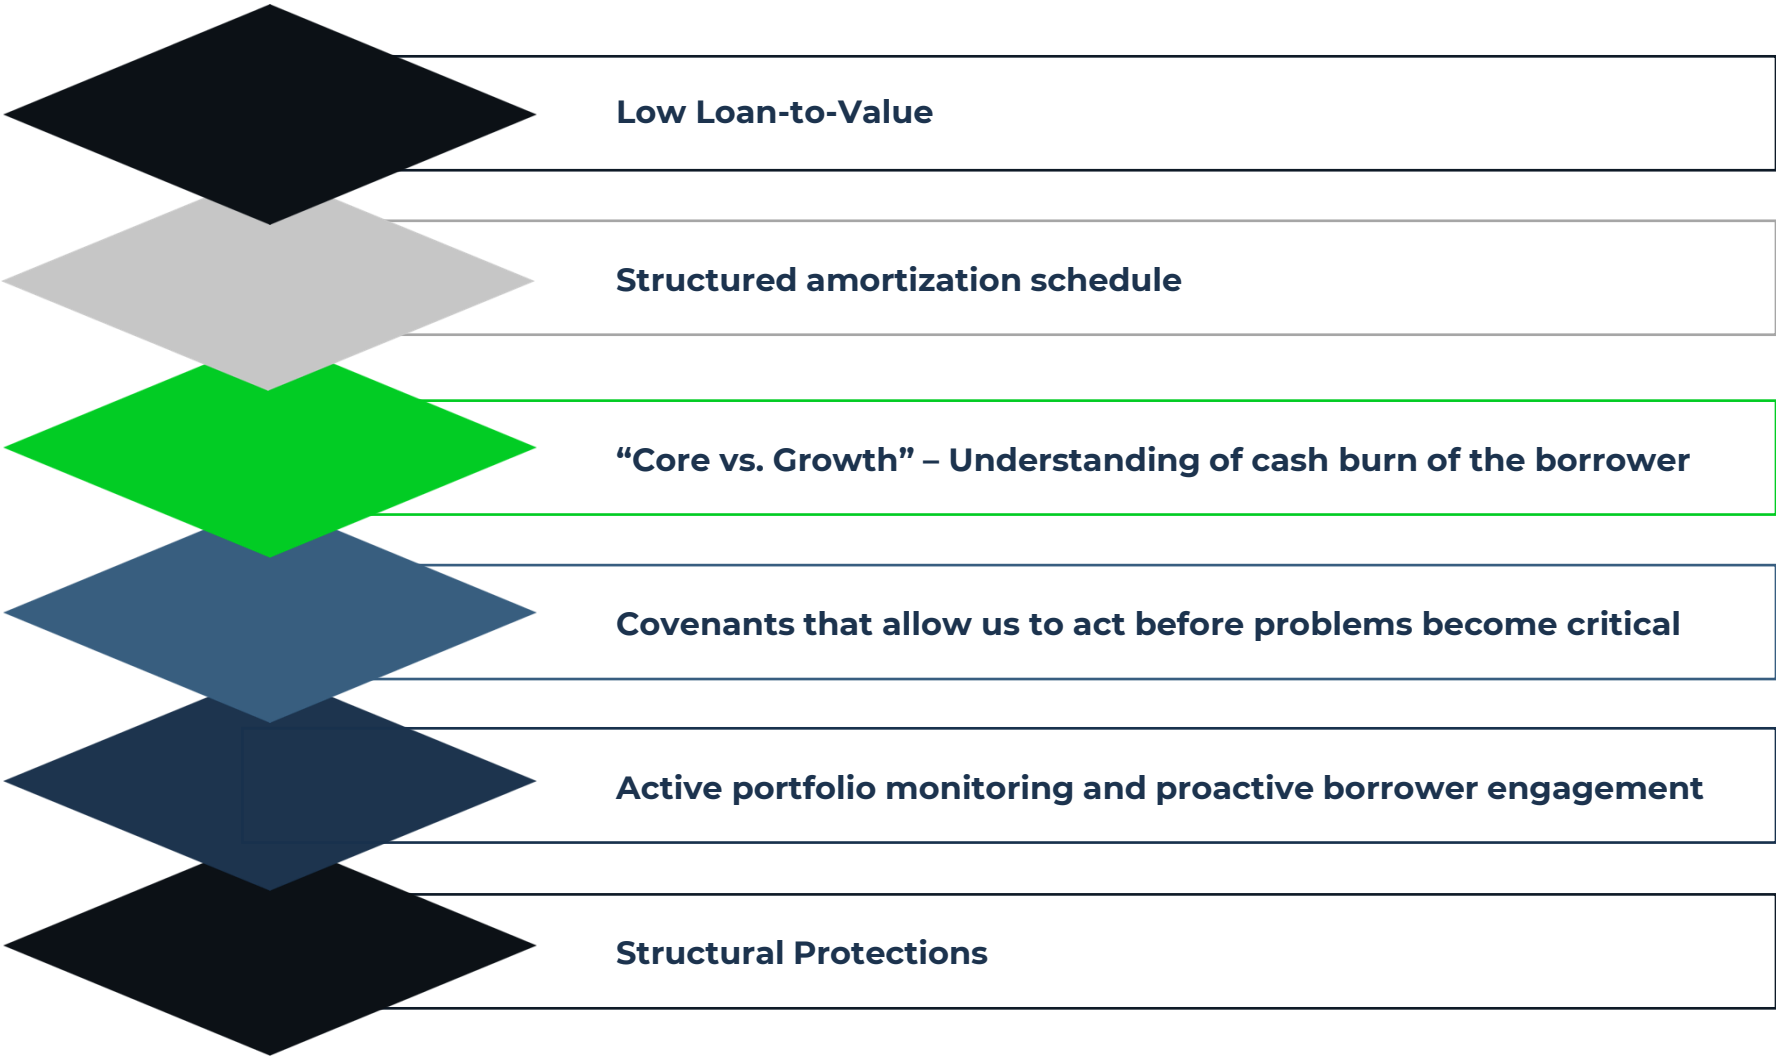 Low Loan-to-Value
Structured amortization schedule
“Core vs. Growth” – Understanding of cash burn of the borrower
Covenants that allow us to act before problems become critical
Active portfolio monitoring and proactive borrower engagement
Structural Protections